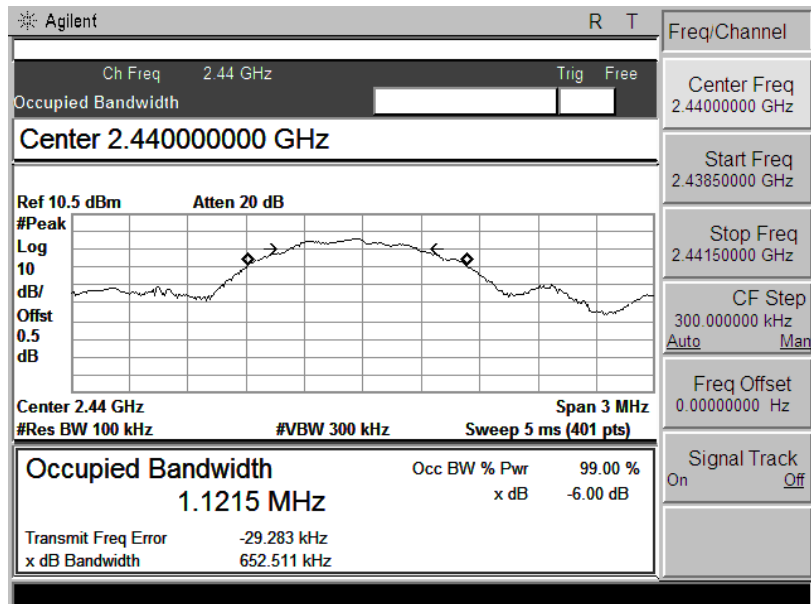 Agilent R T
Ch Freq 2.44 GHz Trig Free
Occupied Bandwidth
Center 2.440000000 GHz
Ref 10.5 dBm Atten 20 dB
#Peak
Log
10
dB/
Offst
0.5
dB
Center 2.44 GHz Span 3 MHz
#Res BW 100 kHz #VBW 300 kHz Sweep 5 ms (401 pts)
Occupied Bandwidth Occ BW % Pwr 99.00 %
1.1215 MHz x dB -6.00 dB
Transmit Freq Error -29.283 kHz
x dB Bandwidth 652.511 kHz
Freq/Channel
Center Freq
2.44000000 GHz
Start Freq
2.43850000 GHz
Stop Freq
2.44150000 GHz
CF Step
300.000000 kHz
Auto Man
Freq Offset
0.00000000 Hz
Signal Track
On Off